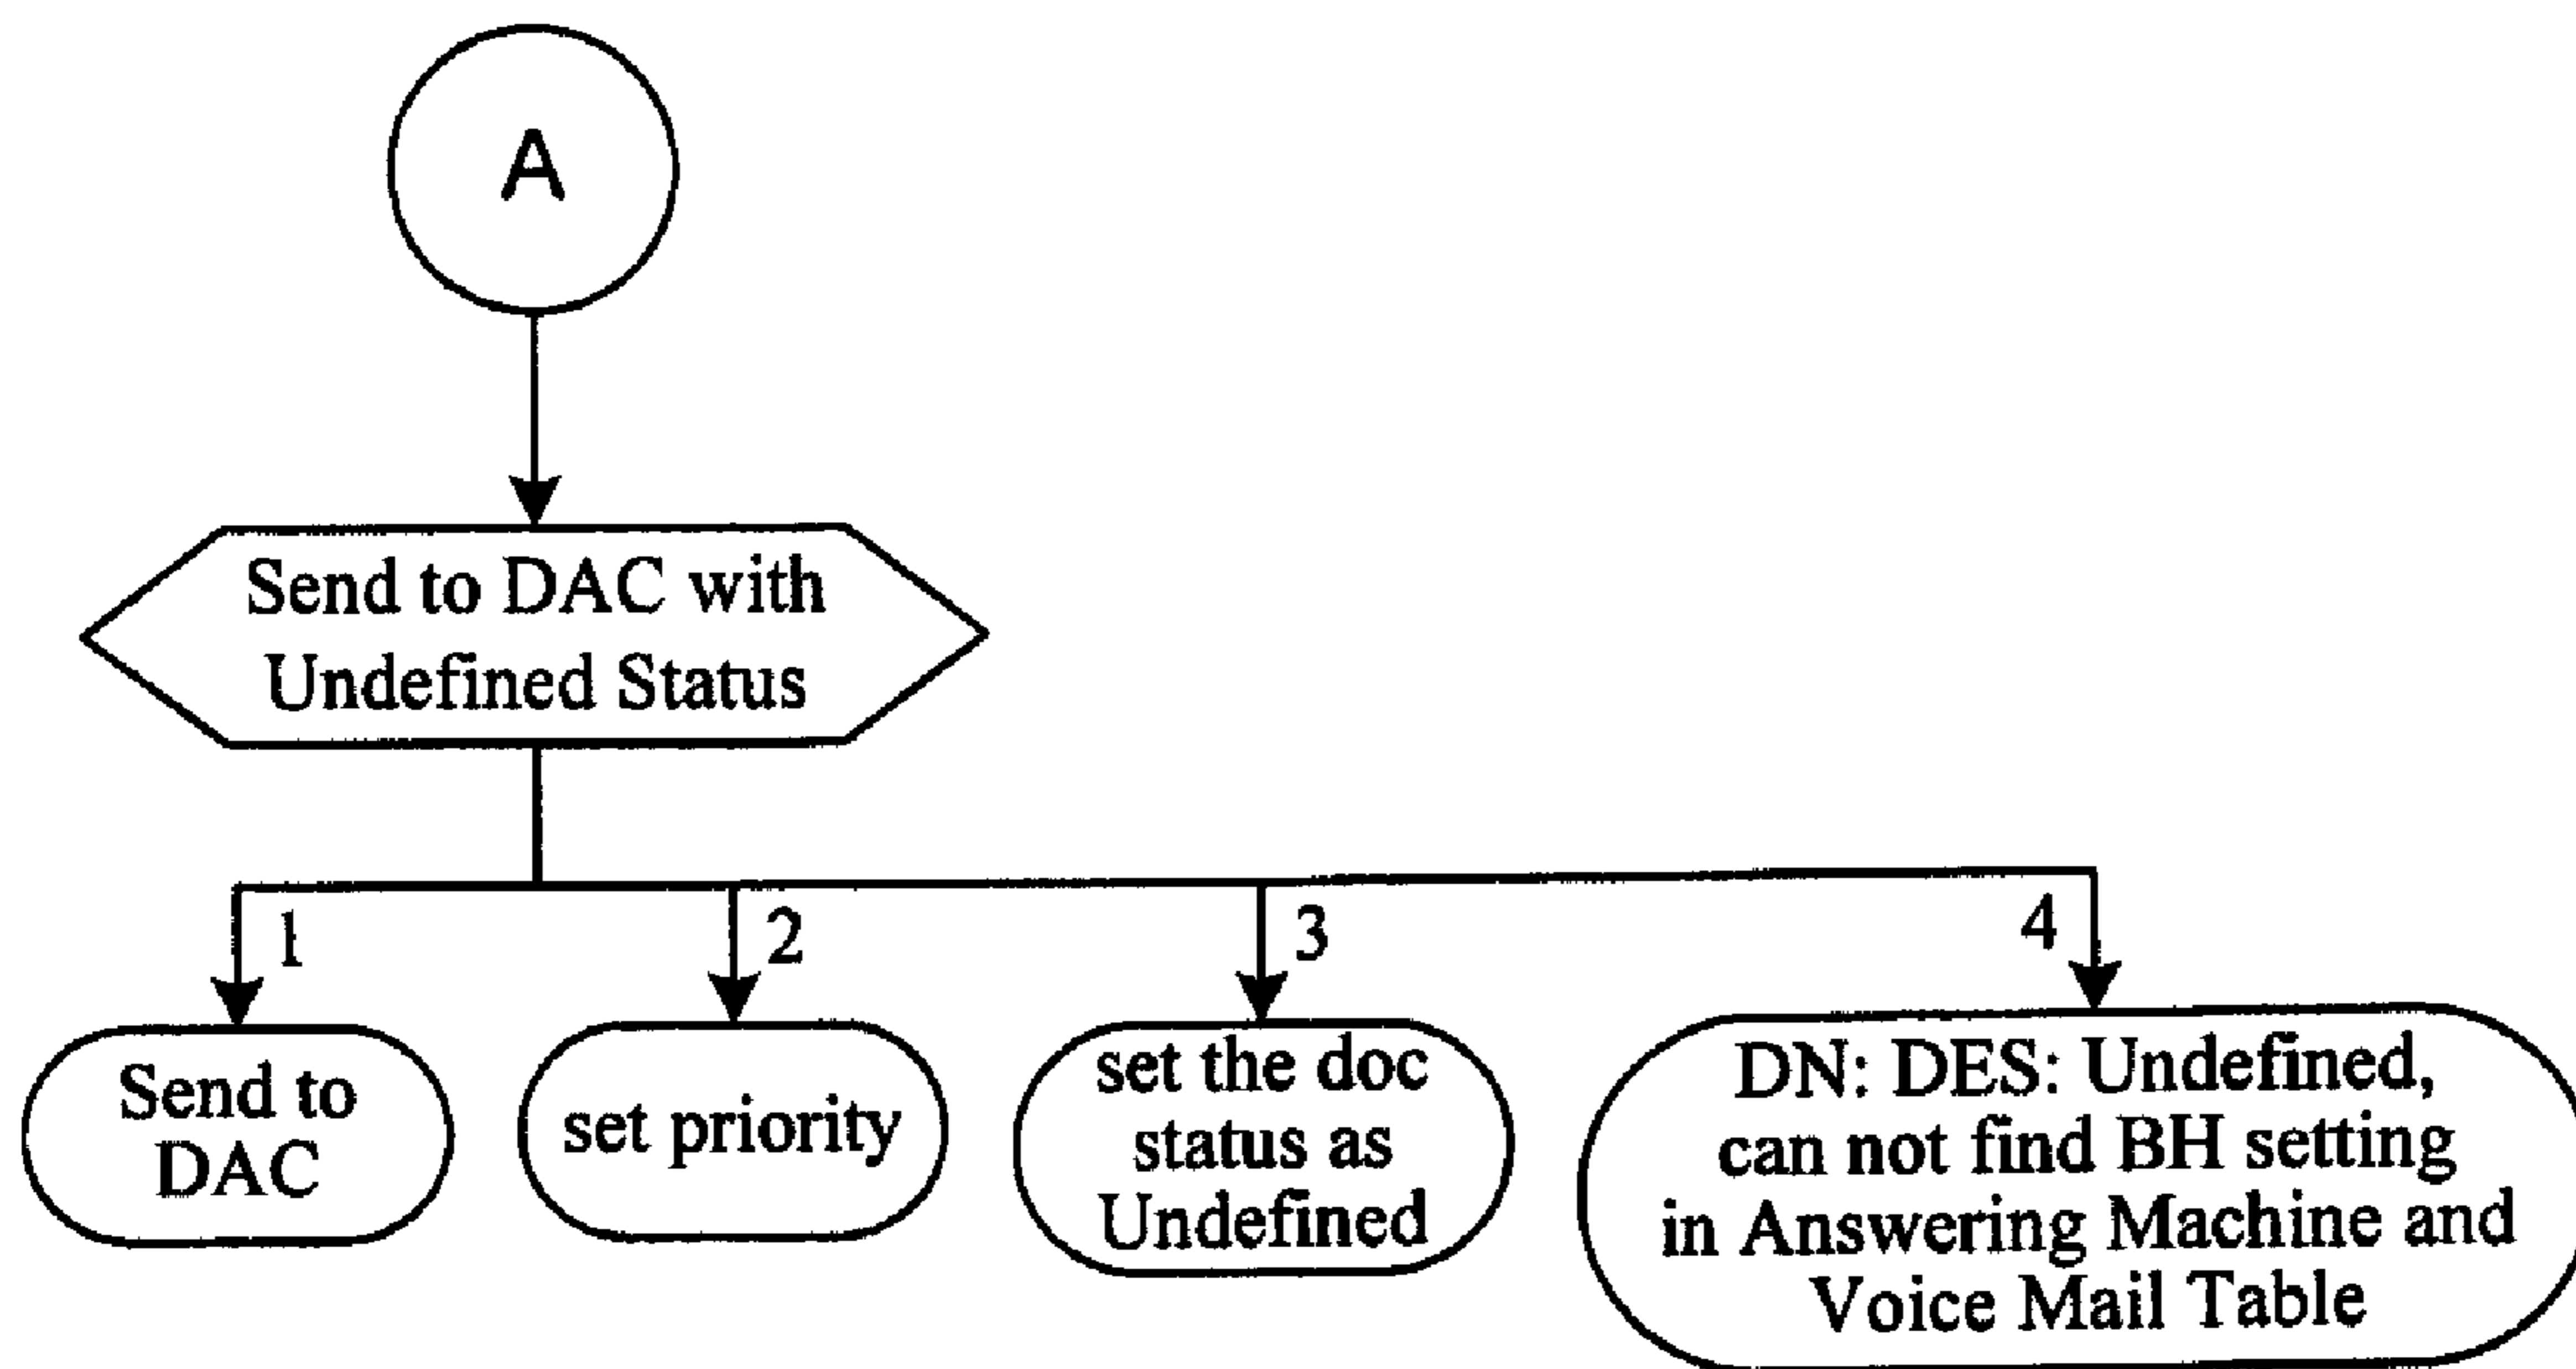 A
Send to DAC with
Undefined Status
1
2
3
4
Send to
DAC
set priority
set the doc
status as
Undefined
DN: DES: Undefined,
can not find BH setting
in Answering Machine and
Voice Mail Table